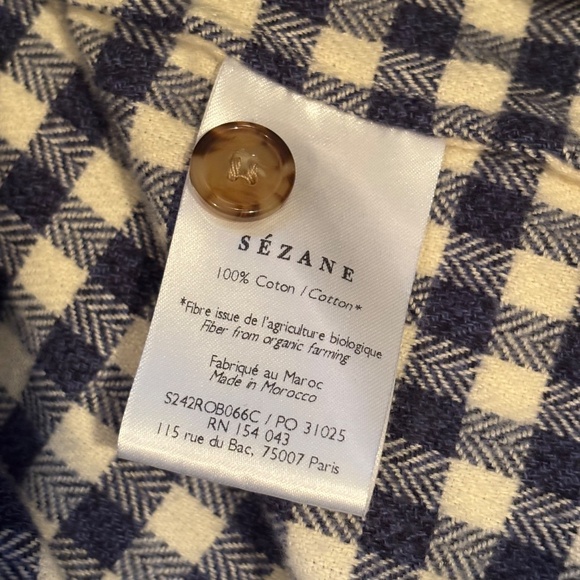 SÉZANE
100% Coton / Cotton*
*Fibre issue de l'agriculture biologique
Fiber from organic farming
Fabriqué au Maroc
Made in Morocco
S242ROB066C / PO 31025
RN 154 043
115 rue du Bac, 75007 Paris